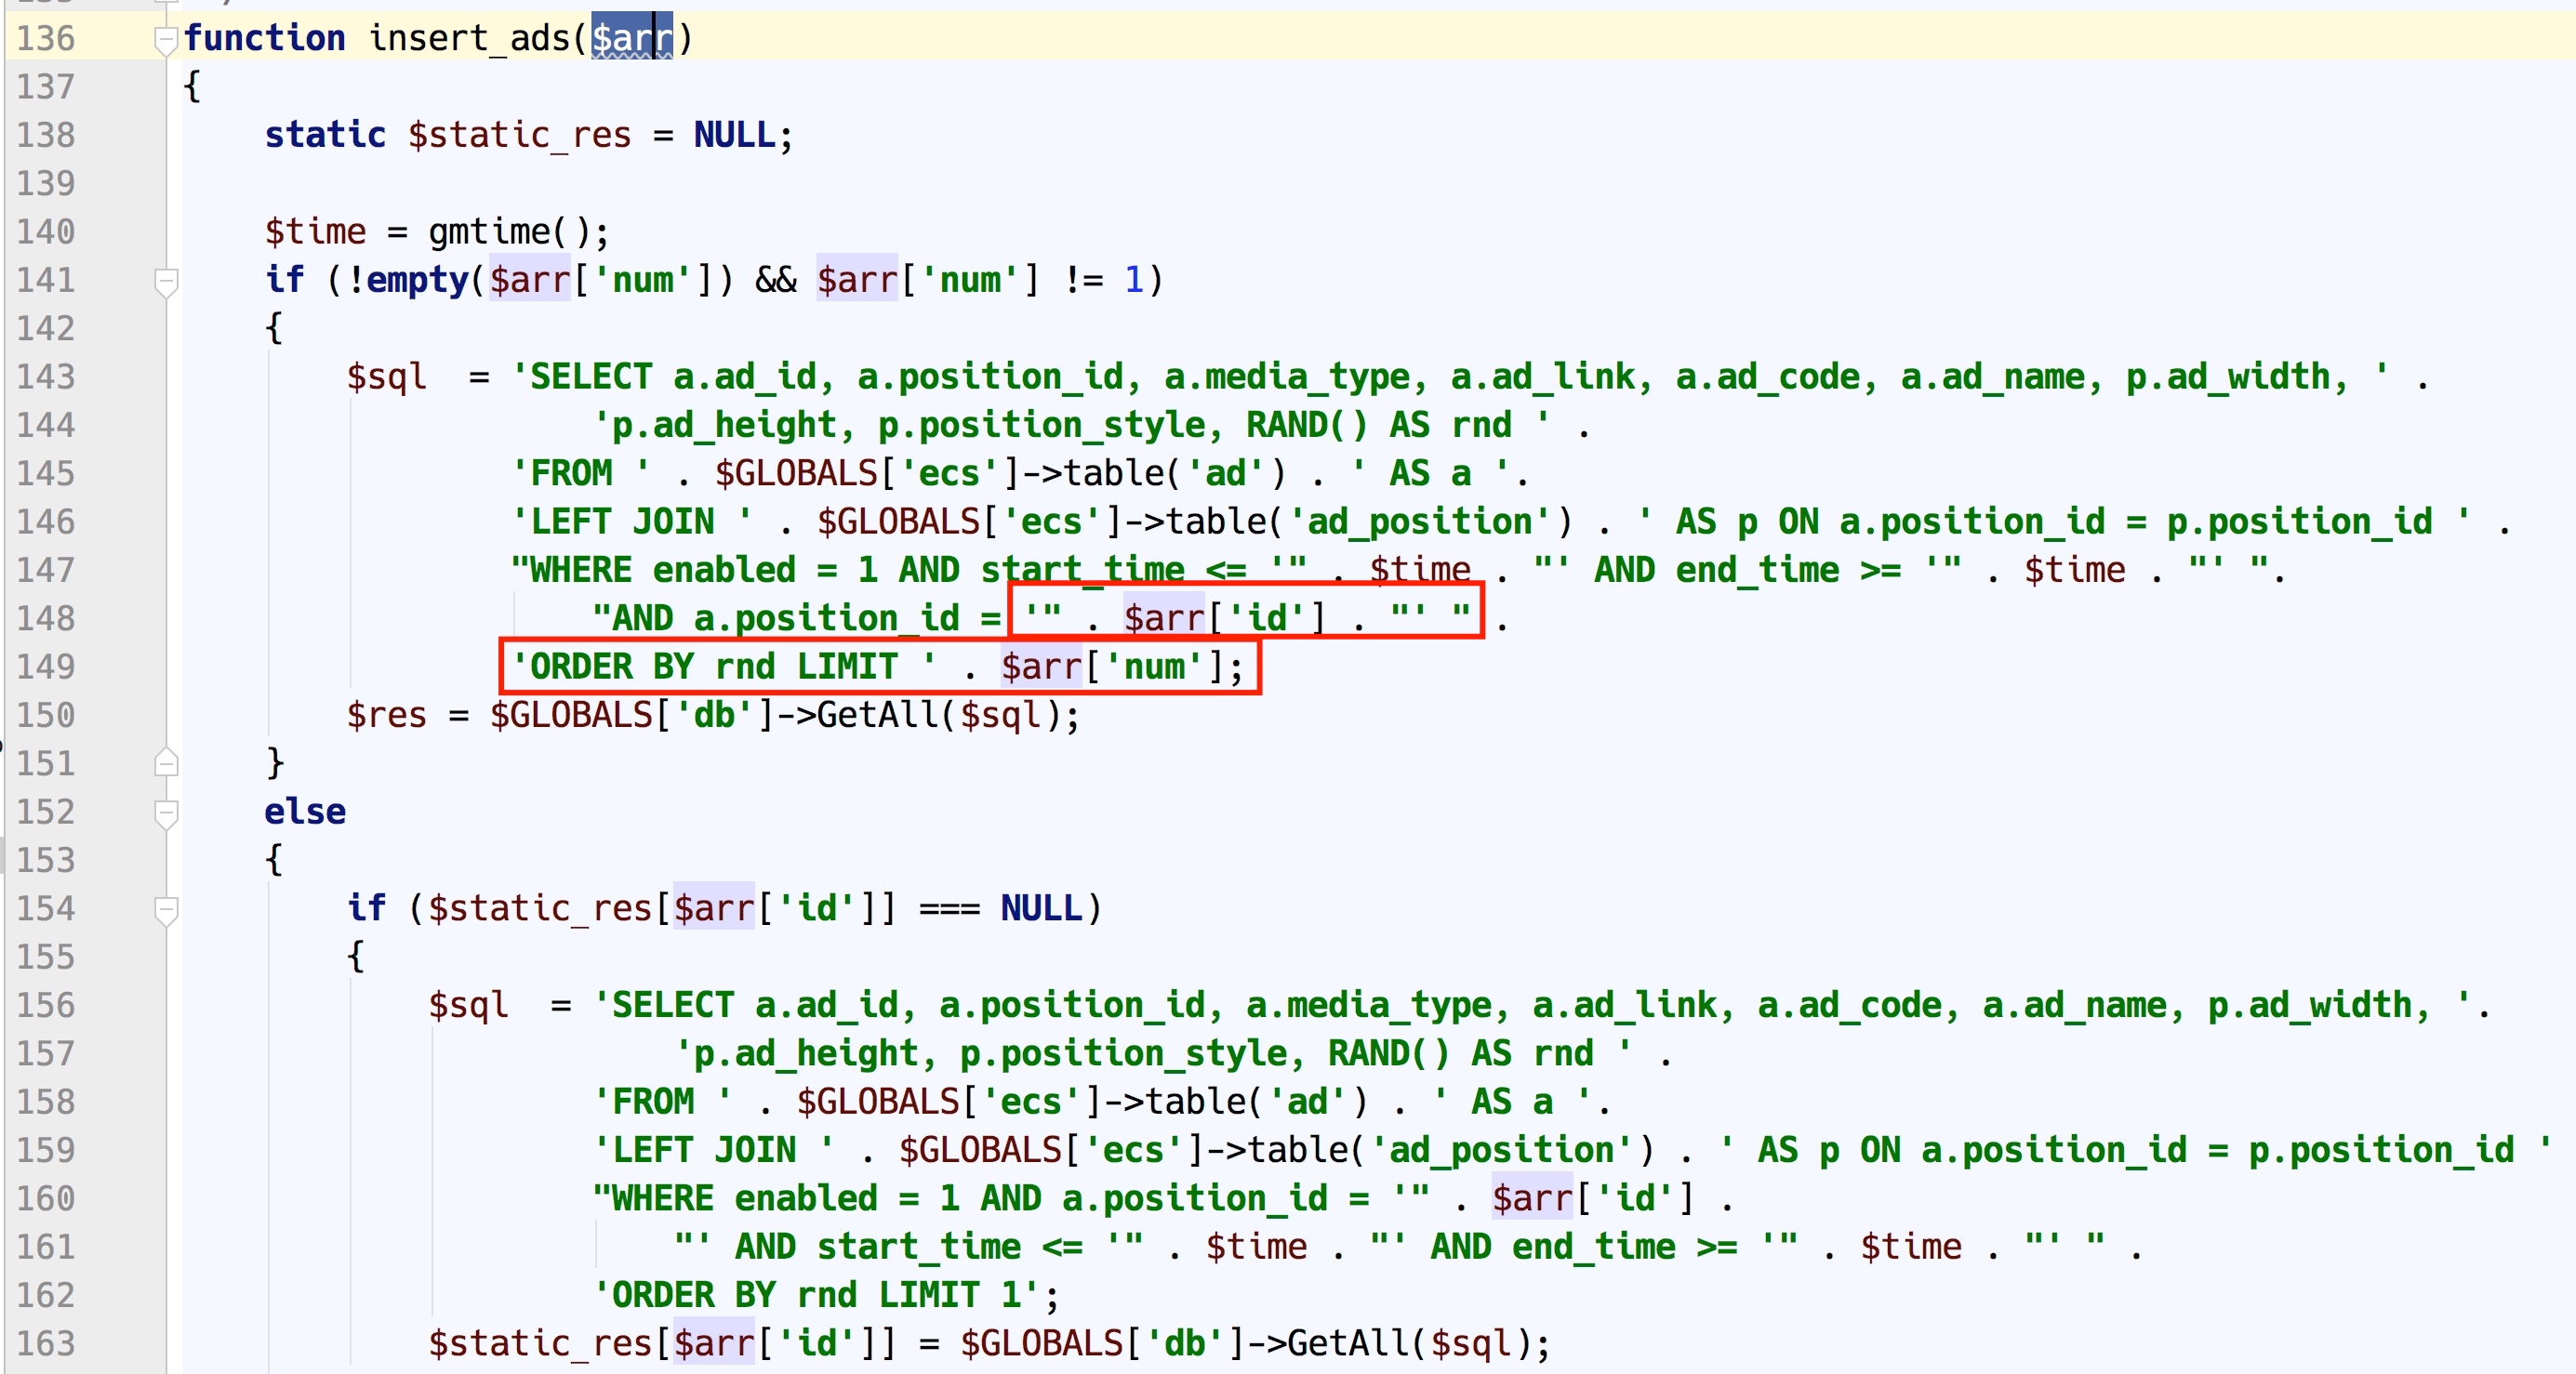 136 function insert_ads($arr)
137 {
138 static $static_res = NULL;
139
140 $time = gmtime();
141 if (!empty($arr['num']) && $arr['num'] != 1)
142 {
143 $sql  = 'SELECT a.ad_id, a.position_id, a.media_type, a.ad_link, a.ad_code, a.ad_name, p.ad_width, ' .
144 'p.ad_height, p.position_style, RAND() AS rnd ' .
145 'FROM ' . $GLOBALS['ecs']->table('ad') . ' AS a '.
146 'LEFT JOIN ' . $GLOBALS['ecs']->table('ad_position') . ' AS p ON a.position_id = p.position_id ' .
147 "WHERE enabled = 1 AND start_time <= '" . $time . "' AND end_time >= '" . $time . "' ".
148 "AND a.position_id = '" . $arr['id'] . "' " .
149 'ORDER BY rnd LIMIT ' . $arr['num'];
150 $res = $GLOBALS['db']->GetAll($sql);
151 }
152 else
153 {
154 if ($static_res[$arr['id']] === NULL)
155 {
156 $sql  = 'SELECT a.ad_id, a.position_id, a.media_type, a.ad_link, a.ad_code, a.ad_name, p.ad_width, '.
157 'p.ad_height, p.position_style, RAND() AS rnd ' .
158 'FROM ' . $GLOBALS['ecs']->table('ad') . ' AS a '.
159 'LEFT JOIN ' . $GLOBALS['ecs']->table('ad_position') . ' AS p ON a.position_id = p.position_id '
160 "WHERE enabled = 1 AND a.position_id = '" . $arr['id'] .
161 "' AND start_time <= '" . $time . "' AND end_time >= '" . $time . "' " .
162 'ORDER BY rnd LIMIT 1';
163 $static_res[$arr['id']] = $GLOBALS['db']->GetAll($sql);